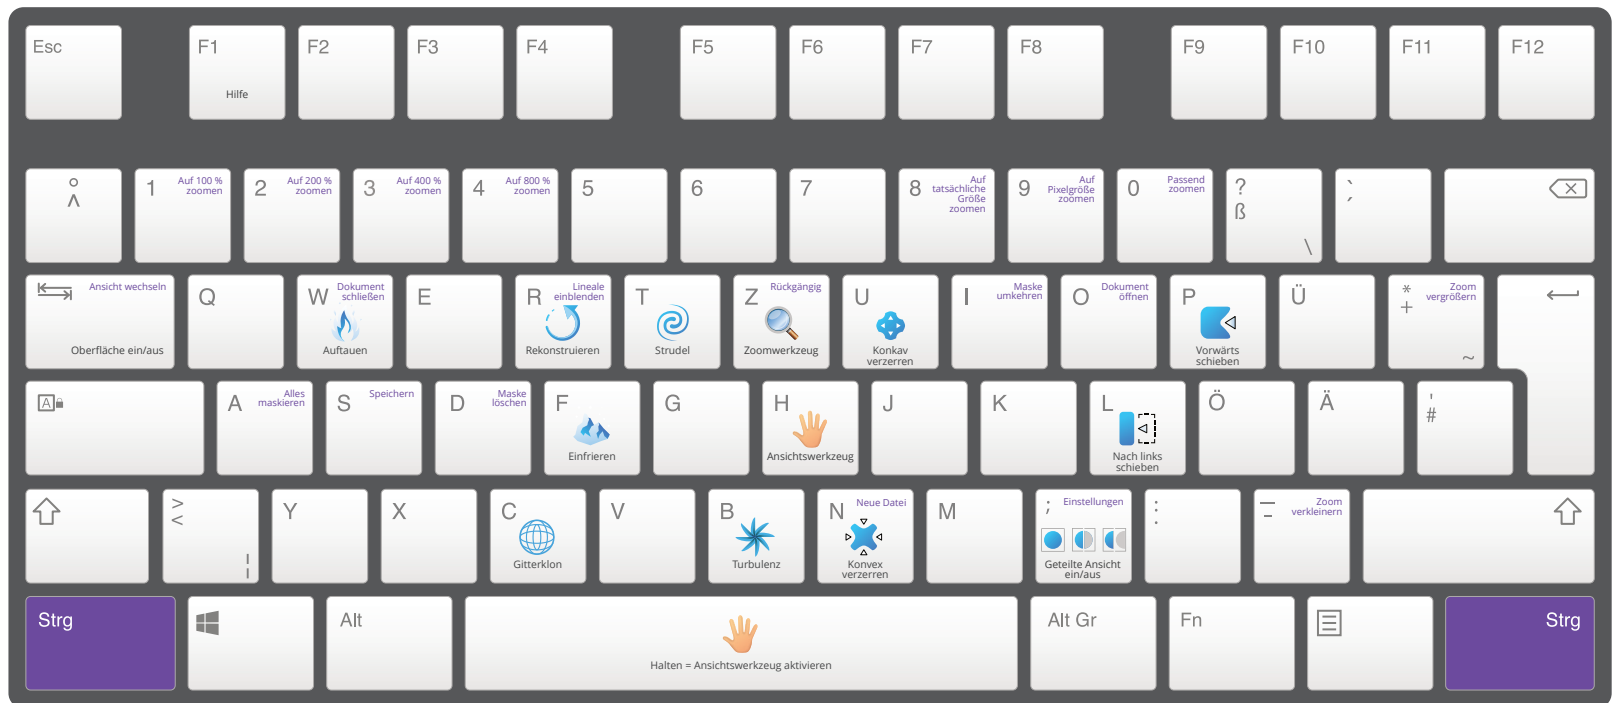 Esc
F1
Hilfe
F2
F3
F4
F5
F6
F7
F8
F9
F10
F11
F12
°
^
1 Auf 100 %
zoomen
2 Auf 200 %
zoomen
3 Auf 400 %
zoomen
4 Auf 800 %
zoomen
5
6
7
8 Auf
tatsächliche
Größe
zoomen
9 Auf
Pixelgröße
zoomen
0 Passend
zoomen
?
ß
\
`
´
Ansicht wechseln
Oberfläche ein/aus
Q
W Dokument
schließen
Auftauen
E
R Lineale
einblenden
Rekonstruieren
T
Strudel
Z Rückgängig
Zoomwerkzeug
U
Konkav
verzerren
I Maske
umkehren
O Dokument
öffnen
P
Vorwärts
schieben
Ü
* Zoom
+ vergrößern
~
A
A Alles
maskieren
S Speichern
D Maske
löschen
F
Einfrieren
G
H
Ansichtswerkzeug
J
K
L
Nach links
schieben
Ö
Ä
'
#
>
<
¦
Y
X
C
Gitterklon
V
B
Turbulenz
N Neue Datei
Konvex
verzerren
M
; Einstellungen
,
Geteilte Ansicht
ein/aus
:
.
_ Zoom
- verkleinern
Strg
Alt
Halten = Ansichtswerkzeug aktivieren
Alt Gr
Fn
Strg